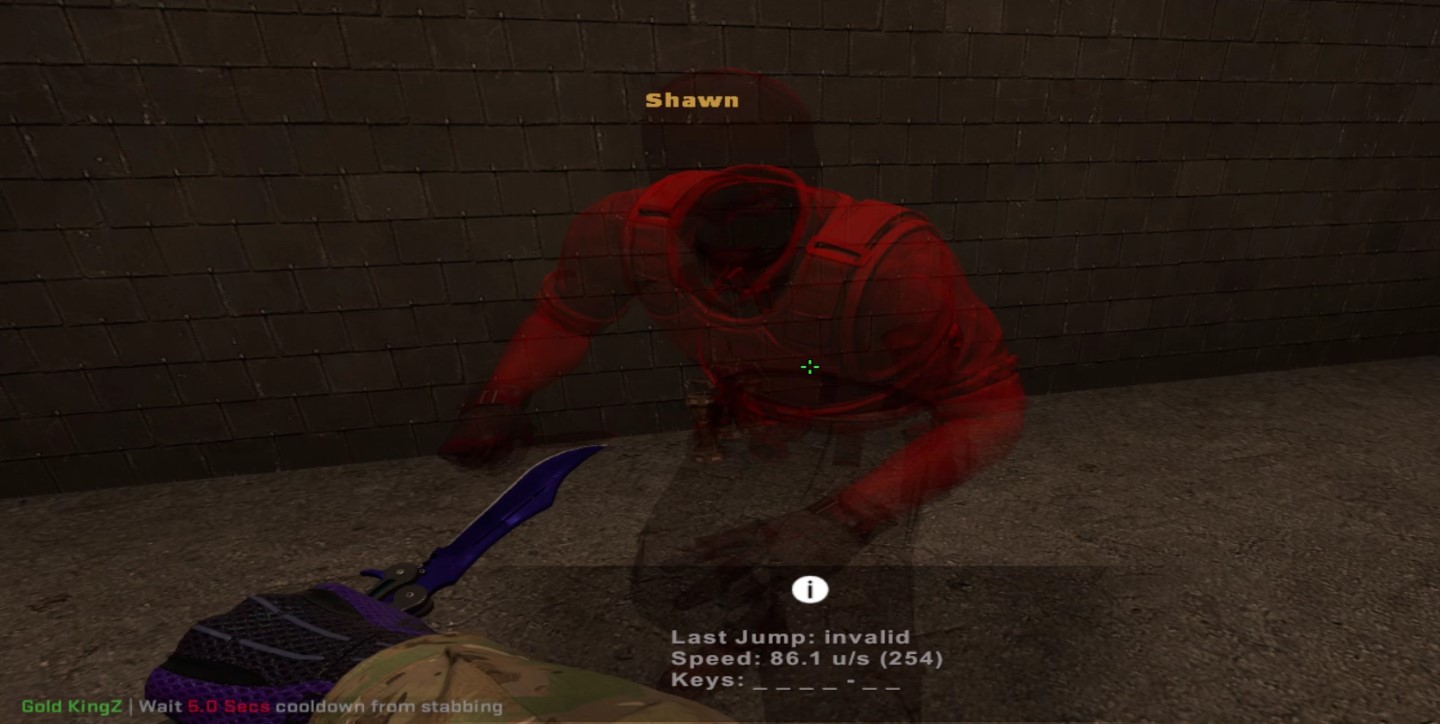 Shawn
i
Last Jump: invalid
Speed: 86.1 u/s (254)
Keys: _ _ _ _ - _ _
Gold KingZ | Wait 5.0 Secs cooldown from stabbing